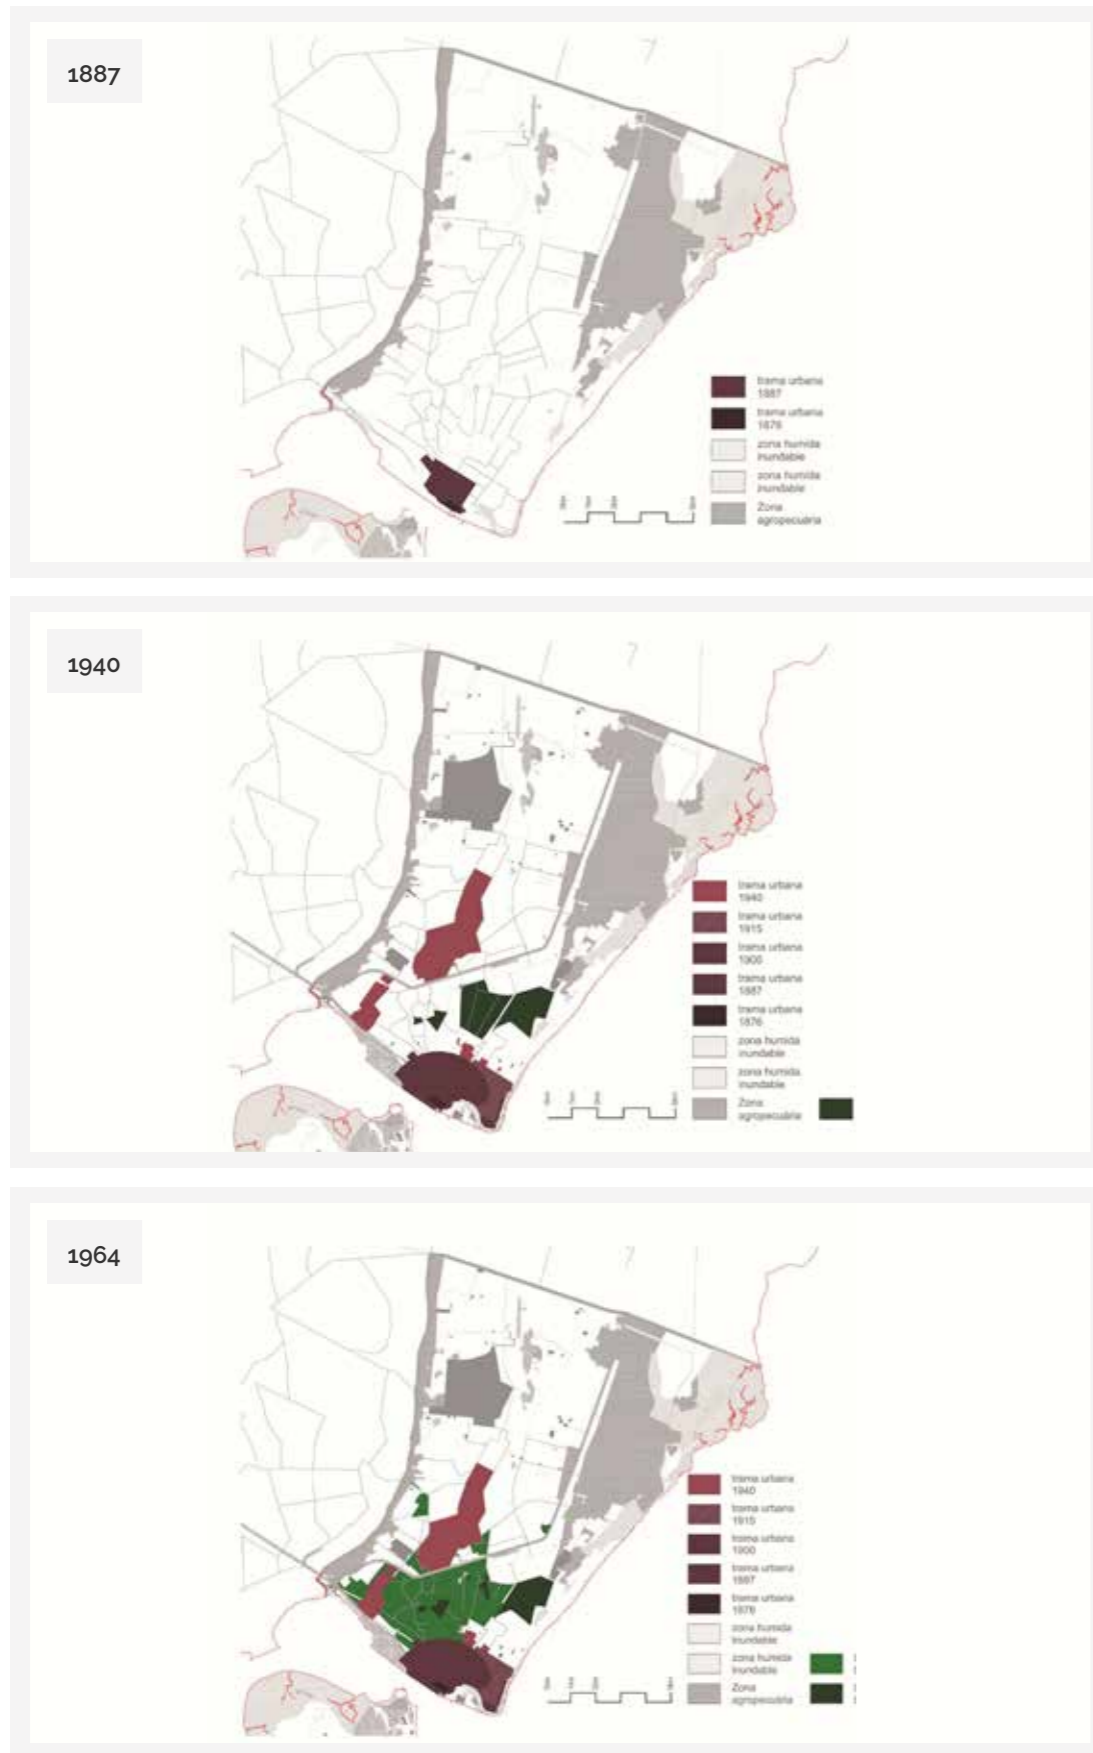 1887
trama urbana
1887
trama urbana
1876
zona humida
inundable
zona humida
inundable
Zona
agropecuária
1940
trama urbana
1940
trama urbana
1915
trama urbana
1900
trama urbana
1887
trama urbana
1876
zona humida
inundable
zona humida
inundable
Zona
agropecuária
1964
trama urbana
1940
trama urbana
1915
trama urbana
1900
trama urbana
1887
trama urbana
1876
zona humida
inundable
zona humida
inundable
Zona
agropecuária